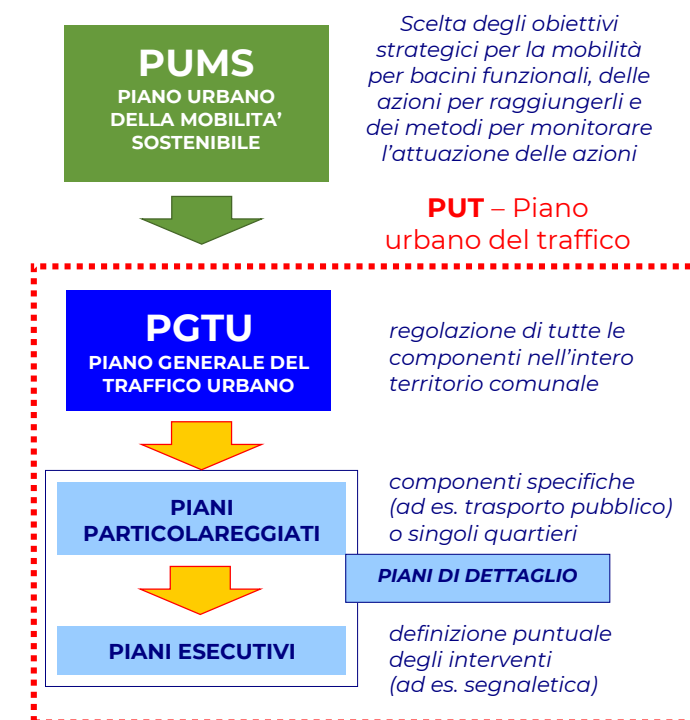 PUMS
PIANO URBANO
DELLA MOBILITA’
SOSTENIBILE
Scelta degli obiettivi
strategici per la mobilità
per bacini funzionali, delle
azioni per raggiungerli e
dei metodi per monitorare
l’attuazione delle azioni
PUT – Piano
urbano del traffico
PGTU
PIANO GENERALE DEL
TRAFFICO URBANO
regolazione di tutte le
componenti nell’intero
territorio comunale
PIANI
PARTICOLAREGGIATI
componenti specifiche
(ad es. trasporto pubblico)
o singoli quartieri
PIANI DI DETTAGLIO
PIANI ESECUTIVI
definizione puntuale
degli interventi
(ad es. segnaletica)